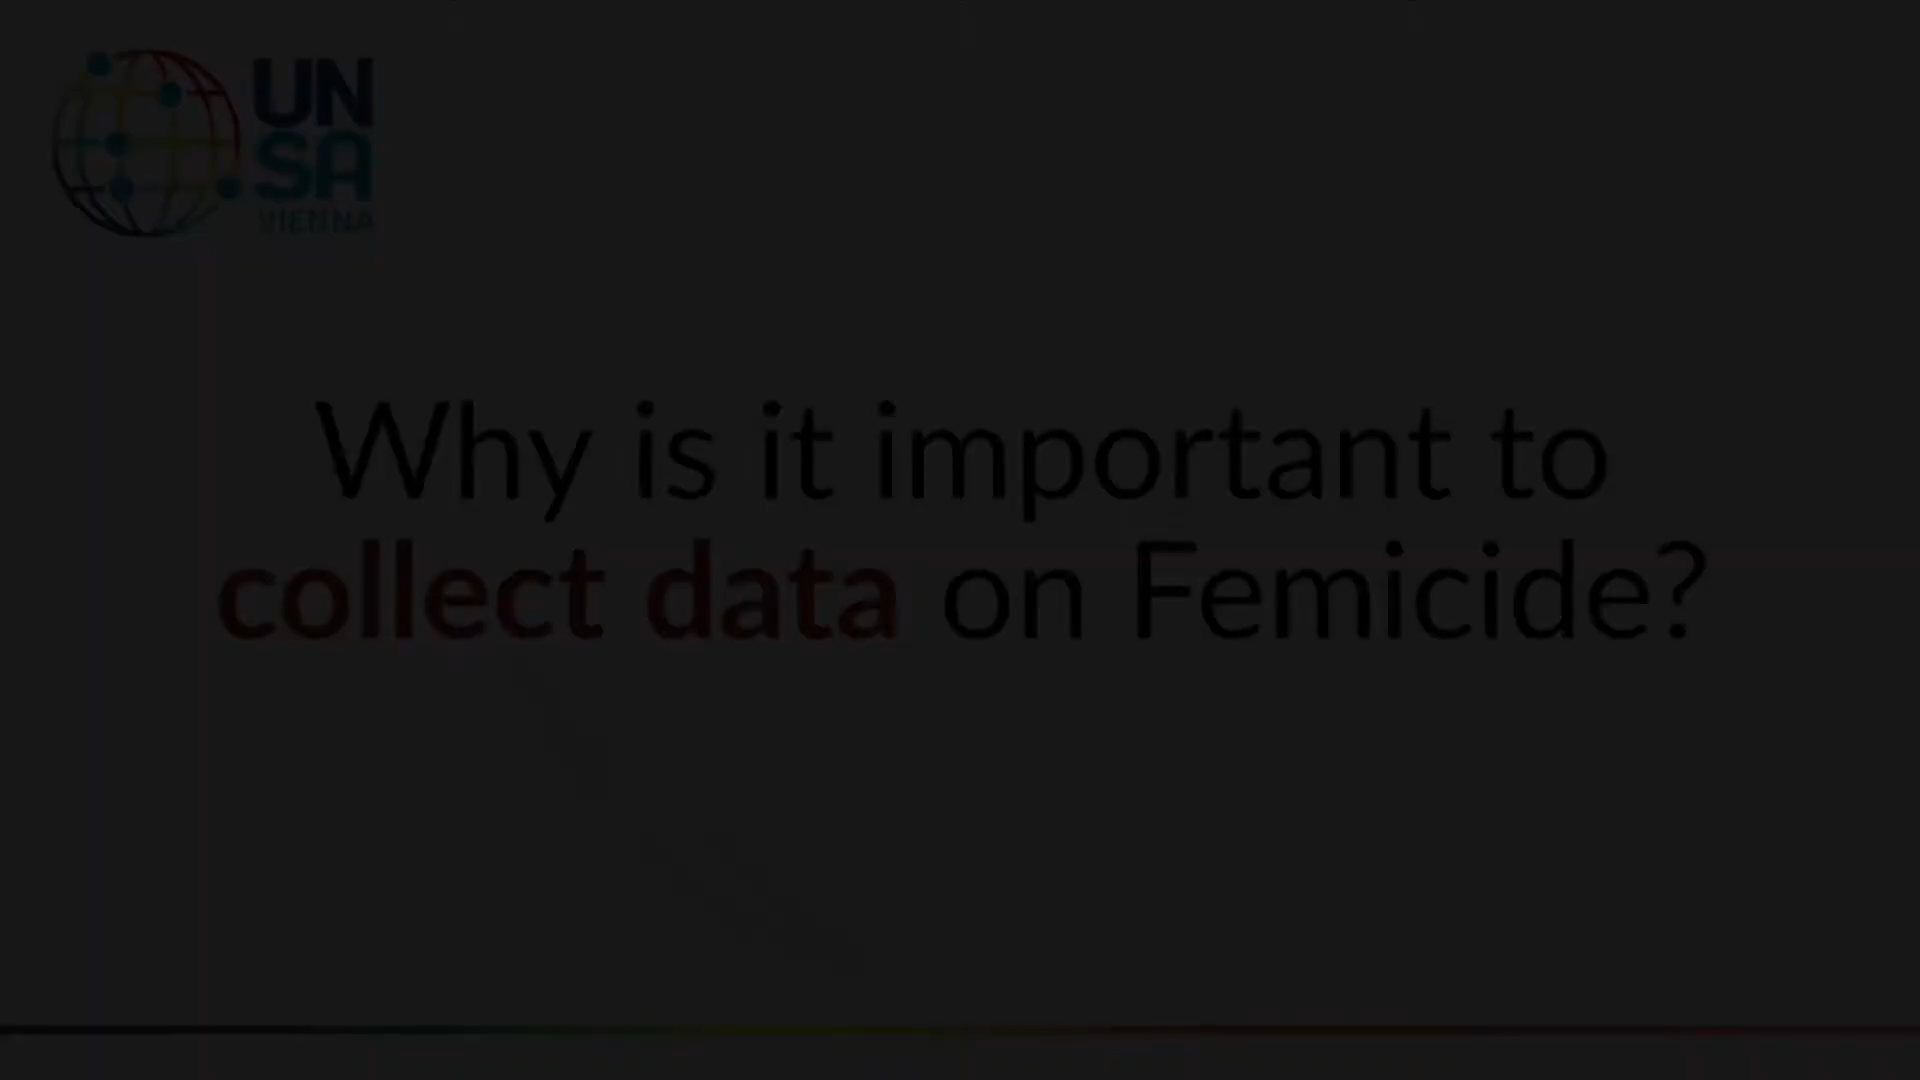 UN
SA
VIENNA
Why is it important to
collect data on Femicide?